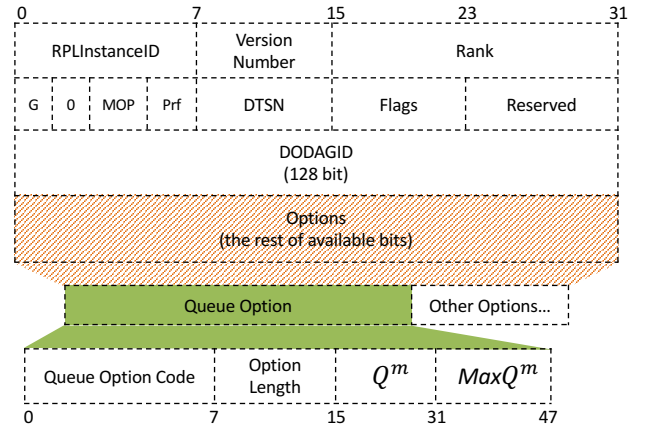 0 7 15 23 31
RPLInstanceID
Version
Number
Rank
G 0 MOP Prf DTSN Flags Reserved
DODAGID
(128 bit)
Options
(the rest of available bits)
Queue Option Other Options...
Queue Option Code
Option
Length
Q^m
MaxQ^m
0 7 15 31 47